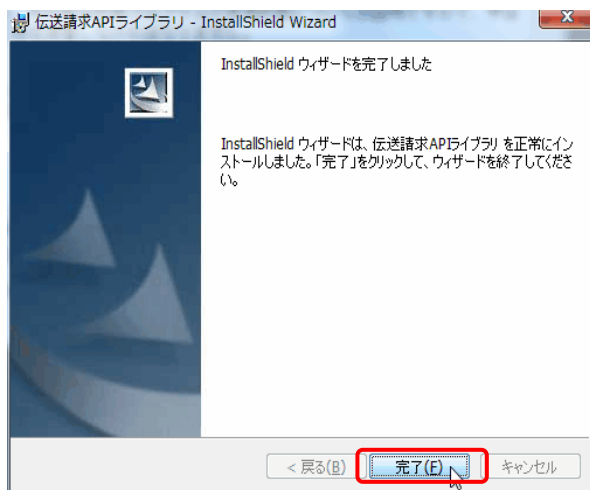 伝送請求APIライブラリ - InstallShield Wizard
InstallShield ウィザードを完了しました
InstallShield ウィザードは、伝送請求APIライブラリ を正常にイン
ストールしました。「完了」をクリックして、ウィザードを終了してくださ
い。
< 戻る(B) 完了(F) キャンセル